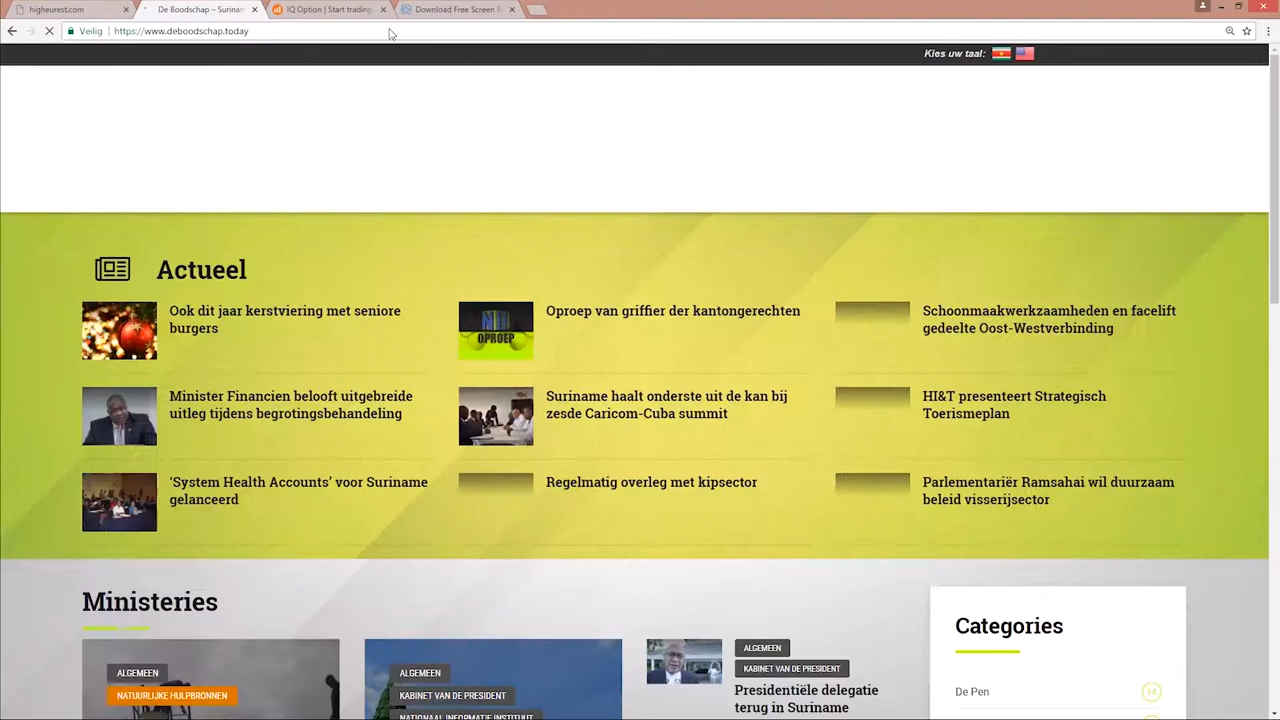 higheurest.com
De Boodschap – Surinam
IQ Option | Start trading
Download Free Screen R
Veilig
https://www.deboodschap.today
Kies uw taal:
Actueel
Ook dit jaar kerstviering met seniore
burgers
Oproep van griffier der kantongerechten
OPROEP
Schoonmaakwerkzaamheden en facelift
gedeelte Oost-Westverbinding
Minister Financien belooft uitgebreide
uitleg tijdens begrotingsbehandeling
Suriname haalt onderste uit de kan bij
zesde Caricom-Cuba summit
HI&T presenteert Strategisch
Toerismeplan
‘System Health Accounts’ voor Suriname
gelanceerd
Regelmatig overleg met kipsector
Parlementariër Ramsahai wil duurzaam
beleid visserijsector
Ministeries
ALGEMEEN
NATUURLIJKE HULPBRONNEN
ALGEMEEN
KABINET VAN DE PRESIDENT
NATIONAAL INFORMATIE INSTITUUT
ALGEMEEN
KABINET VAN DE PRESIDENT
Presidentiële delegatie
terug in Suriname
Categories
De Pen
14